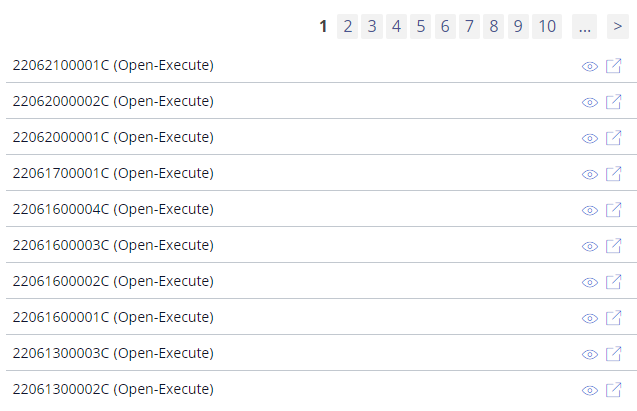 1 2 3 4 5 6 7 8 9 10 ... >
22062100001C (Open-Execute)
22062000002C (Open-Execute)
22062000001C (Open-Execute)
22061700001C (Open-Execute)
22061600004C (Open-Execute)
22061600003C (Open-Execute)
22061600002C (Open-Execute)
22061600001C (Open-Execute)
22061300003C (Open-Execute)
22061300002C (Open-Execute)